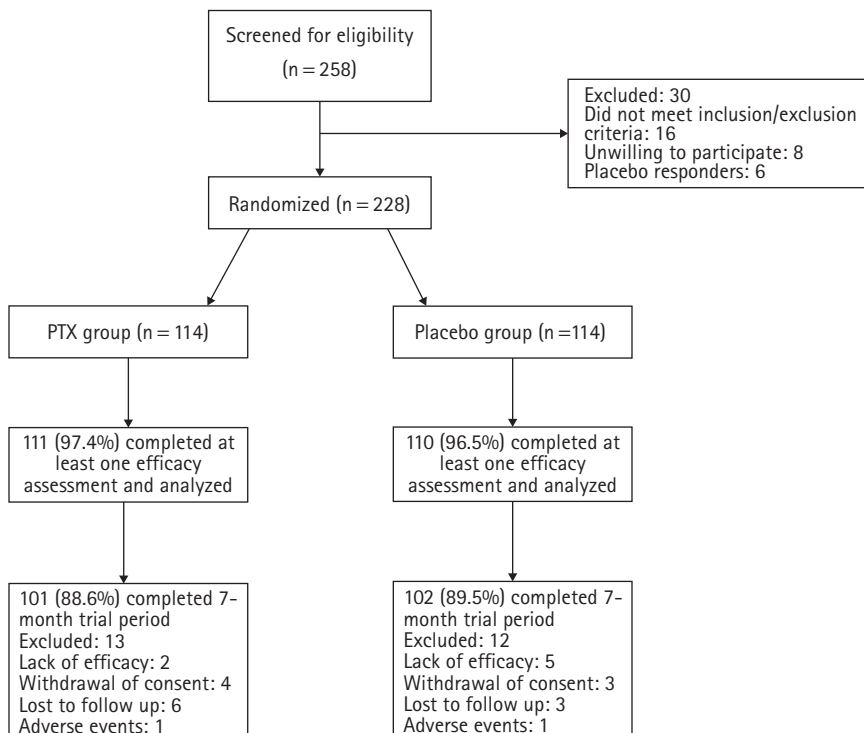 Screened for eligibility
(n = 258)
Excluded: 30
Did not meet inclusion/exclusion
criteria: 16
Unwilling to participate: 8
Placebo responders: 6
Randomized (n = 228)
PTX group (n = 114)
Placebo group (n =114)
111 (97.4%) completed at
least one efficacy
assessment and analyzed
110 (96.5%) completed at
least one efficacy
assessment and analyzed
101 (88.6%) completed 7-
month trial period
Excluded: 13
Lack of efficacy: 2
Withdrawal of consent: 4
Lost to follow up: 6
Adverse events: 1
102 (89.5%) completed 7-
month trial period
Excluded: 12
Lack of efficacy: 5
Withdrawal of consent: 3
Lost to follow up: 3
Adverse events: 1